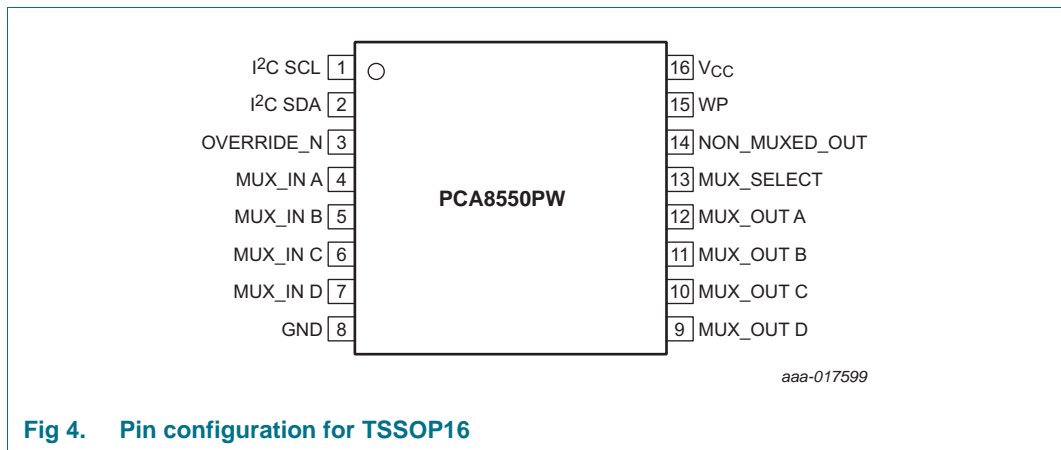 I2C SCL 1
I2C SDA 2
OVERRIDE_N 3
MUX_IN A 4
MUX_IN B 5
MUX_IN C 6
MUX_IN D 7
GND 8
PCA8550PW
16 VCC
15 WP
14 NON_MUXED_OUT
13 MUX_SELECT
12 MUX_OUT A
11 MUX_OUT B
10 MUX_OUT C
9 MUX_OUT D
aaa-017599
Fig 4. Pin configuration for TSSOP16